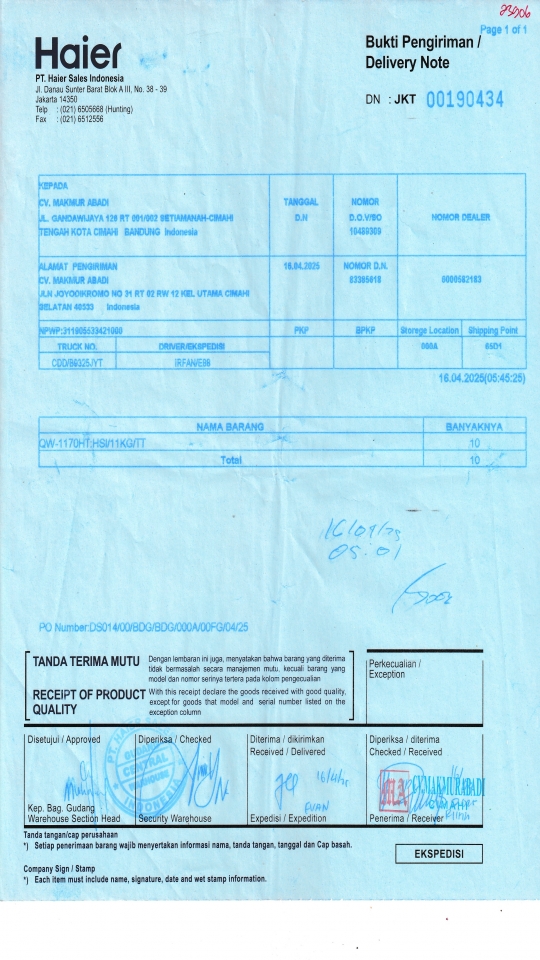 23506
Page 1 of 1
Haier
Bukti Pengiriman /
Delivery Note
PT. Haier Sales Indonesia
Jl. Danau Sunter Barat Blok A III, No. 38 - 39
Jakarta 14350
Telp : (021) 6505668 (Hunting)
Fax : (021) 6512556
DN : JKT 00190434
KEPADA
CV. MAKMUR ABADI
JL. GANDAWIJAYA 126 RT 001/002 SETIAMANAH-CIMAHI
TENGAH KOTA CIMAHI BANDUNG Indonesia
TANGGAL
D.N
NOMOR
D.O.V/SO
10489309
NOMOR DEALER
ALAMAT PENGIRIMAN
CV. MAKMUR ABADI
JLN JOYODIKROMO NO 31 RT 02 RW 12 KEL UTAMA CIMAHI
SELATAN 40533 Indonesia
16.04.2025
NOMOR D.N.
83385618
6000582183
NPWP:311905533421000
PKP
BPKP
Storage Location
Shipping Point
TRUCK NO.
DRIVER/EKSPEDISI
000A
65D1
CDD/B9325JYT
IRFAN/E88
16.04.2025(05:45:25)
NAMA BARANG
BANYAKNYA
QW-1170HT;HSI/11KG/TT
10
Total
10
16/04/25
05.01
PO Number:DS014/00/BDG/BDG/000A/00FG/04/25
TANDA TERIMA MUTU
Dengan lembaran ini juga, menyatakan bahwa barang yang diterima
tidak bermasalah secara manajemen mutu, kecuali barang yang
model dan nomor serinya tertera pada kolom pengecualian
RECEIPT OF PRODUCT
QUALITY
With this receipt declare the goods received with good quality,
except for goods that model and serial number listed on the
exception column
Perkecualian /
Exception
Disetujui / Approved
Diperiksa / Checked
Diterima / dikirimkan
Received / Delivered
Diperiksa / diterima
Checked / Received
CENTRAL
WAREHOUSE
INDONESIA
16/4/25
EVAN
MA
CV.MAKMUR ABADI
CIMAHI
Kep. Bag. Gudang
Warehouse Section Head
Security Warehouse
Expedisi / Expedition
Penerima / Receiver
Tanda tangan/cap perusahaan
*) Setiap penerimaan barang wajib menyertakan informasi nama, tanda tangan, tanggal dan Cap basah.
EKSPEDISI
Company Sign / Stamp
*) Each item must include name, signature, date and wet stamp information.